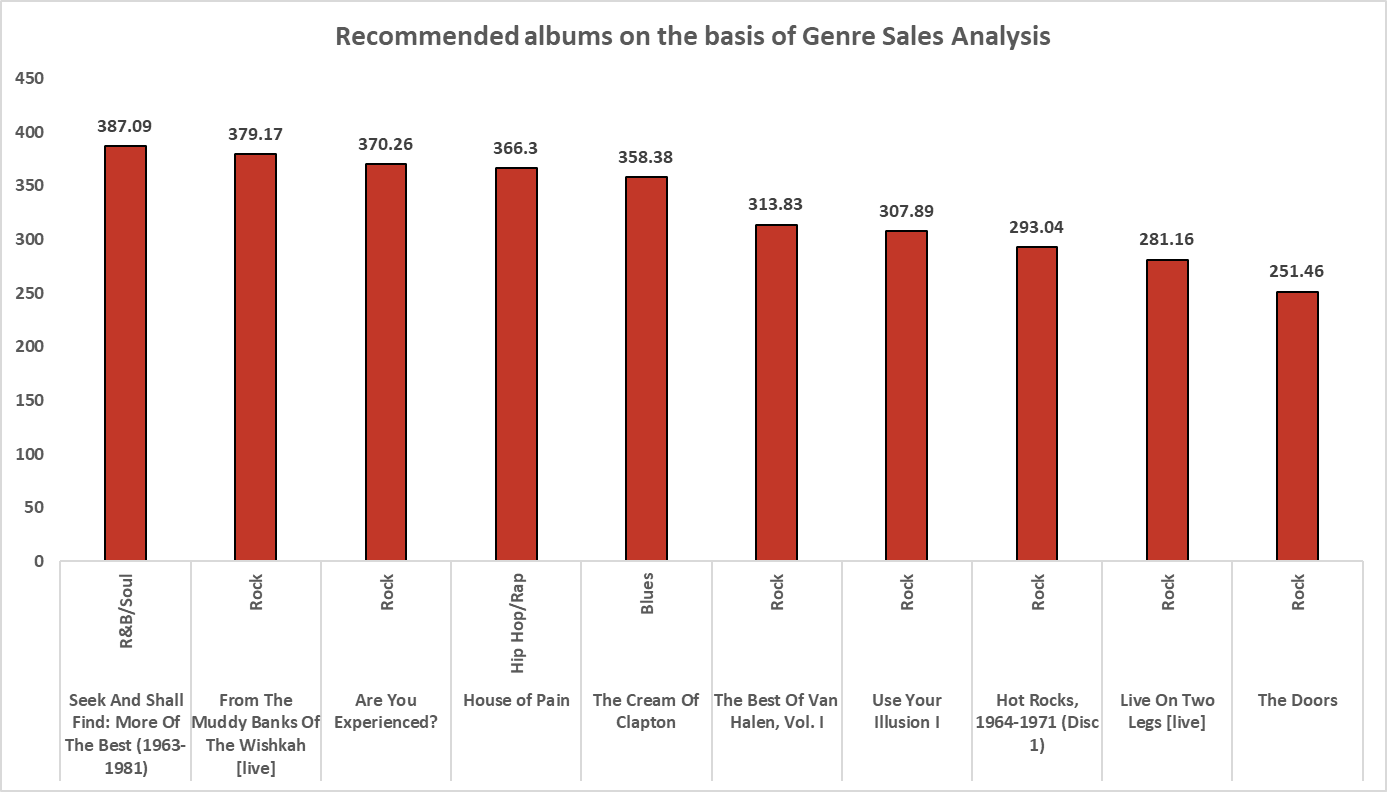 Recommended albums on the basis of Genre Sales Analysis
450
400
350
300
250
200
150
100
50
0
387.09
379.17
370.26
366.3
358.38
313.83
307.89
293.04
281.16
251.46
R&B/Soul
Rock
Rock
Hip Hop/Rap
Blues
Rock
Rock
Rock
Rock
Rock
Seek And Shall
Find: More Of
The Best (1963-
1981)
From The
Muddy Banks Of
The Wishkah
[live]
Are You
Experienced?
House of Pain
The Cream Of
Clapton
The Best Of Van
Halen, Vol. I
Use Your
Illusion I
Hot Rocks,
1964-1971 (Disc
1)
Live On Two
Legs [live]
The Doors